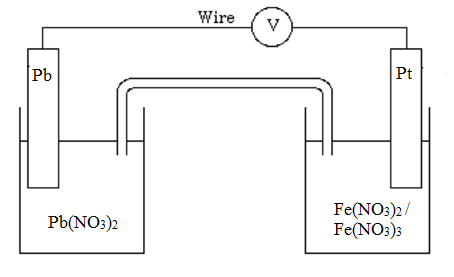 Wire
V
Pb
Pt
Pb(NO3)2
Fe(NO3)2/
Fe(NO3)3